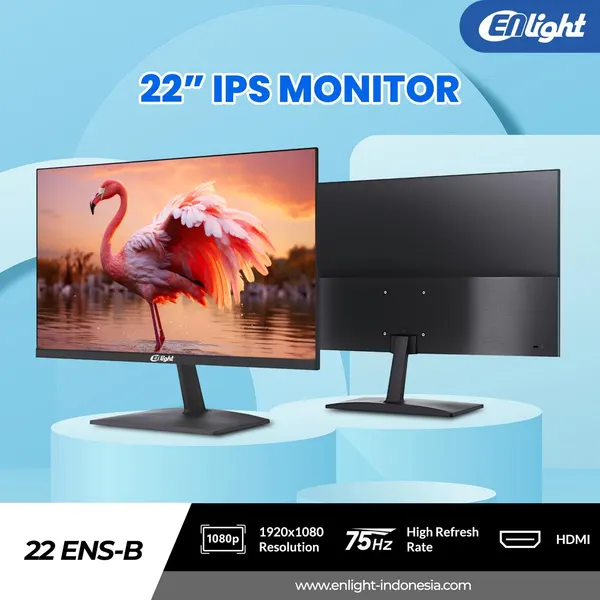 ENlight
22" IPS MONITOR
ENlight
22 ENS-B
1080p
1920x1080
Resolution
75Hz
High Refresh
Rate
HDMI
www.enlight-indonesia.com